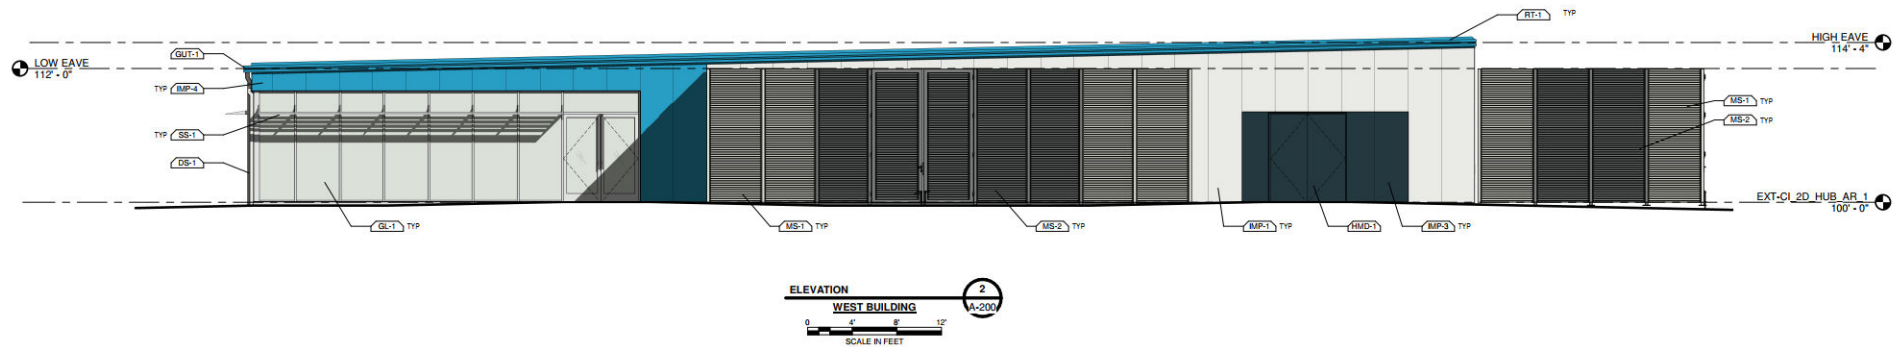 RT-1 TYP
GUT-1
HIGH EAVE
114' - 4"
LOW EAVE
112' - 0"
TYP IMP-4
MS-1 TYP
MS-2 TYP
TYP SS-1
DS-1
EXT-CI_2D_HUB_AR_1
100' - 0"
GL-1 TYP
MS-1 TYP
MS-2 TYP
IMP-1 TYP
HMD-1
IMP-3 TYP
ELEVATION
2
WEST BUILDING
A-200
0 4' 8' 12'
SCALE IN FEET